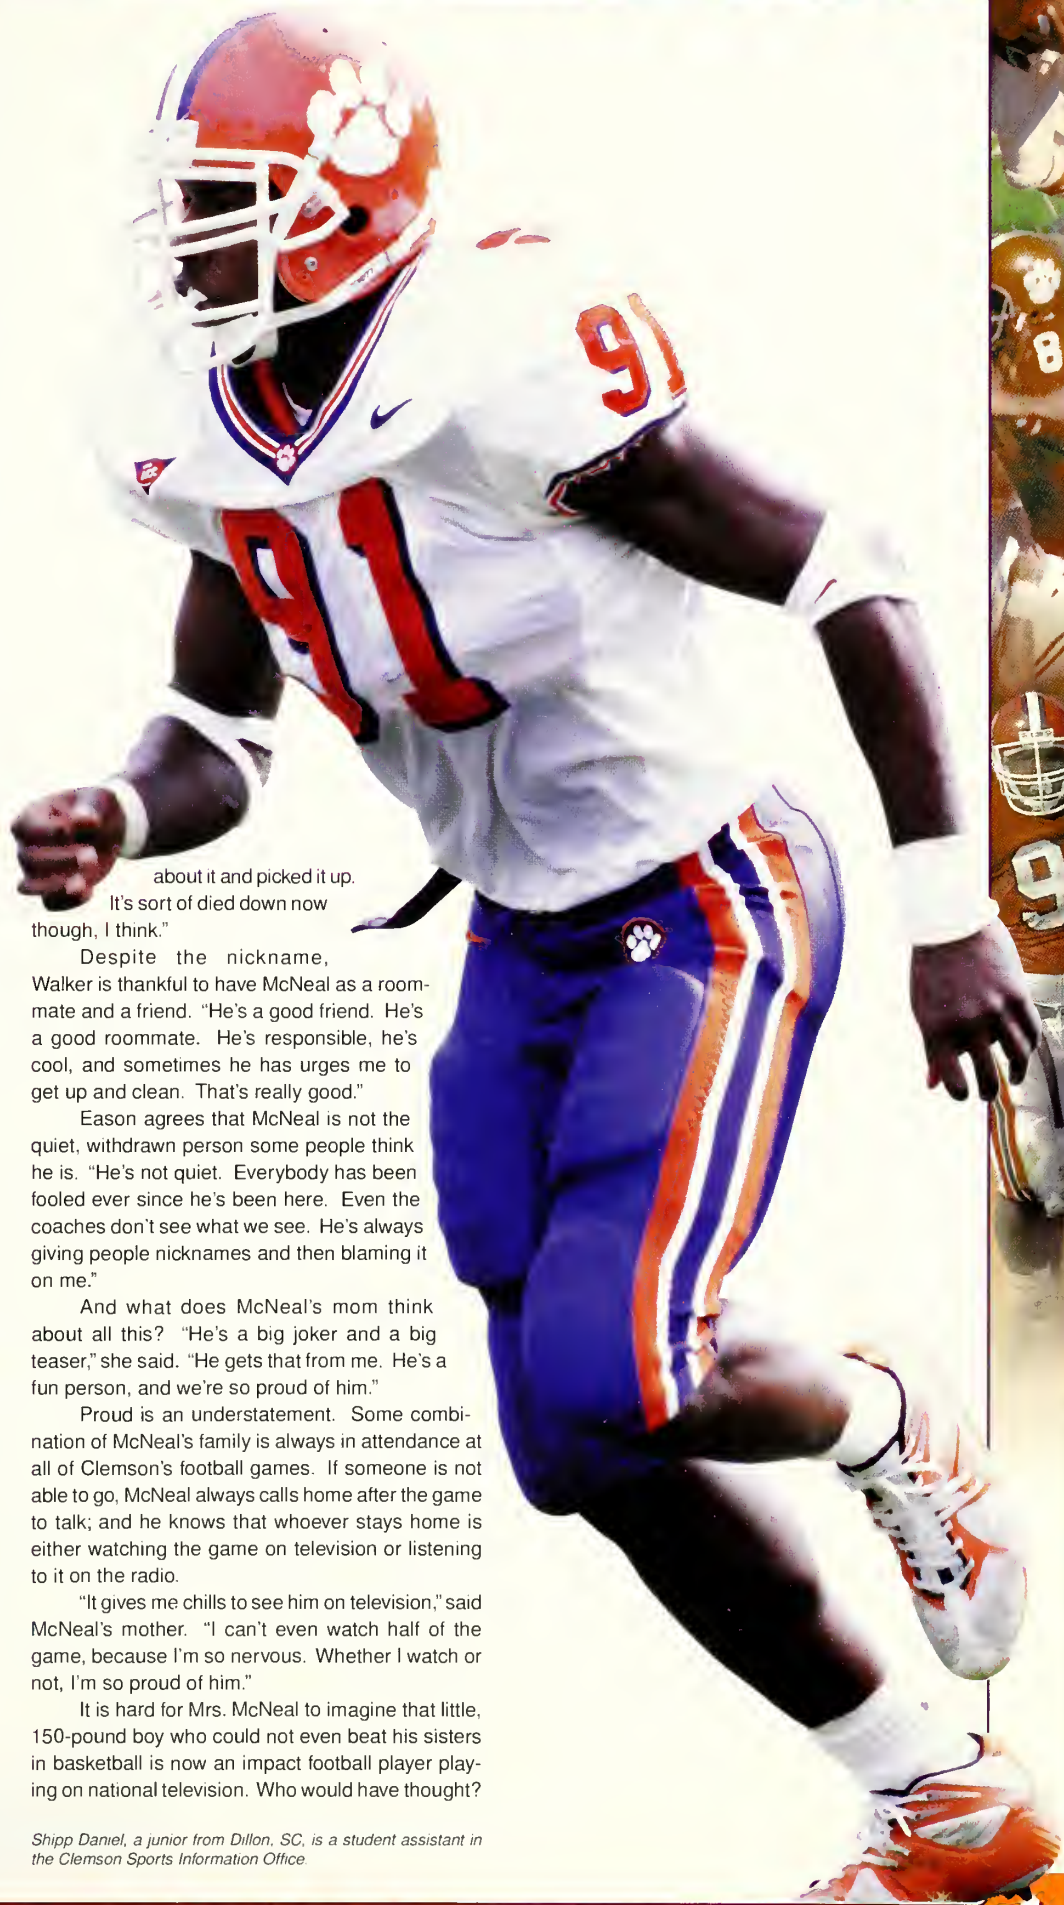 91
91
8
9
about it and picked it up.
It's sort of died down now
though, I think."
Despite the nickname,
Walker is thankful to have McNeal as a room-
mate and a friend. "He's a good friend. He's
a good roommate. He's responsible, he's
cool, and sometimes he has urges me to
get up and clean. That's really good."
Eason agrees that McNeal is not the
quiet, withdrawn person some people think
he is. "He's not quiet. Everybody has been
fooled ever since he's been here. Even the
coaches don't see what we see. He's always
giving people nicknames and then blaming it
on me."
And what does McNeal's mom think
about all this? "He's a big joker and a big
teaser," she said. "He gets that from me. He's a
fun person, and we're so proud of him."
Proud is an understatement. Some combi-
nation of McNeal's family is always in attendance at
all of Clemson's football games. If someone is not
able to go, McNeal always calls home after the game
to talk; and he knows that whoever stays home is
either watching the game on television or listening
to it on the radio.
"It gives me chills to see him on television," said
McNeal's mother. "I can't even watch half of the
game, because I'm so nervous. Whether I watch or
not, I'm so proud of him."
It is hard for Mrs. McNeal to imagine that little,
150-pound boy who could not even beat his sisters
in basketball is now an impact football player play-
ing on national television. Who would have thought?
Shipp Daniel, a junior from Dillon, SC, is a student assistant in
the Clemson Sports Information Office.